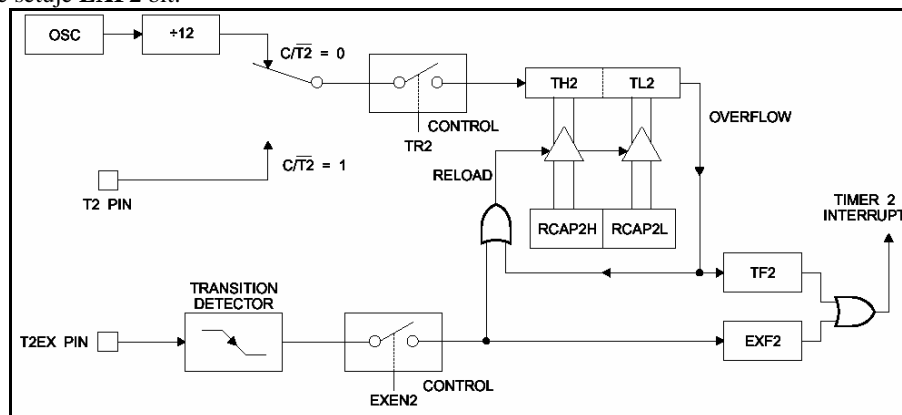 e setuje EXF2 bit.
OSC
÷12
C/T2 = 0
TH2
TL2
CONTROL
OVERFLOW
TR2
C/T2 = 1
RELOAD
T2 PIN
TIMER 2
INTERRUPT
RCAP2H
RCAP2L
TF2
TRANSITION
DETECTOR
T2EX PIN
EXF2
CONTROL
EXEN2